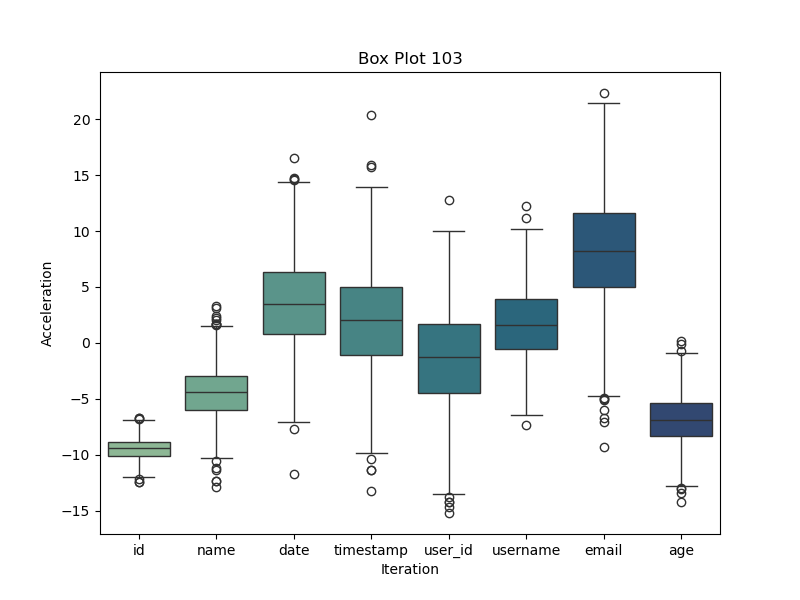 Box Plot 103
Acceleration
20
15
10
5
0
−5
−10
−15
id name date timestamp user_id username email age
Iteration